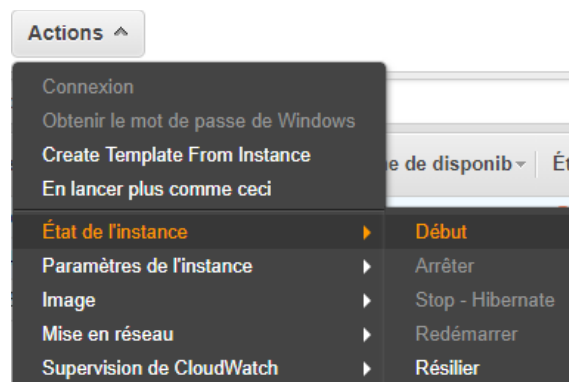 Actions
Connexion
Obtenir le mot de passe de Windows
Create Template From Instance
En lancer plus comme ceci
État de l'instance
Paramètres de l'instance
Image
Mise en réseau
Supervision de CloudWatch
Début
Arrêter
Stop - Hibernate
Redémarrer
Résilier
de disponib